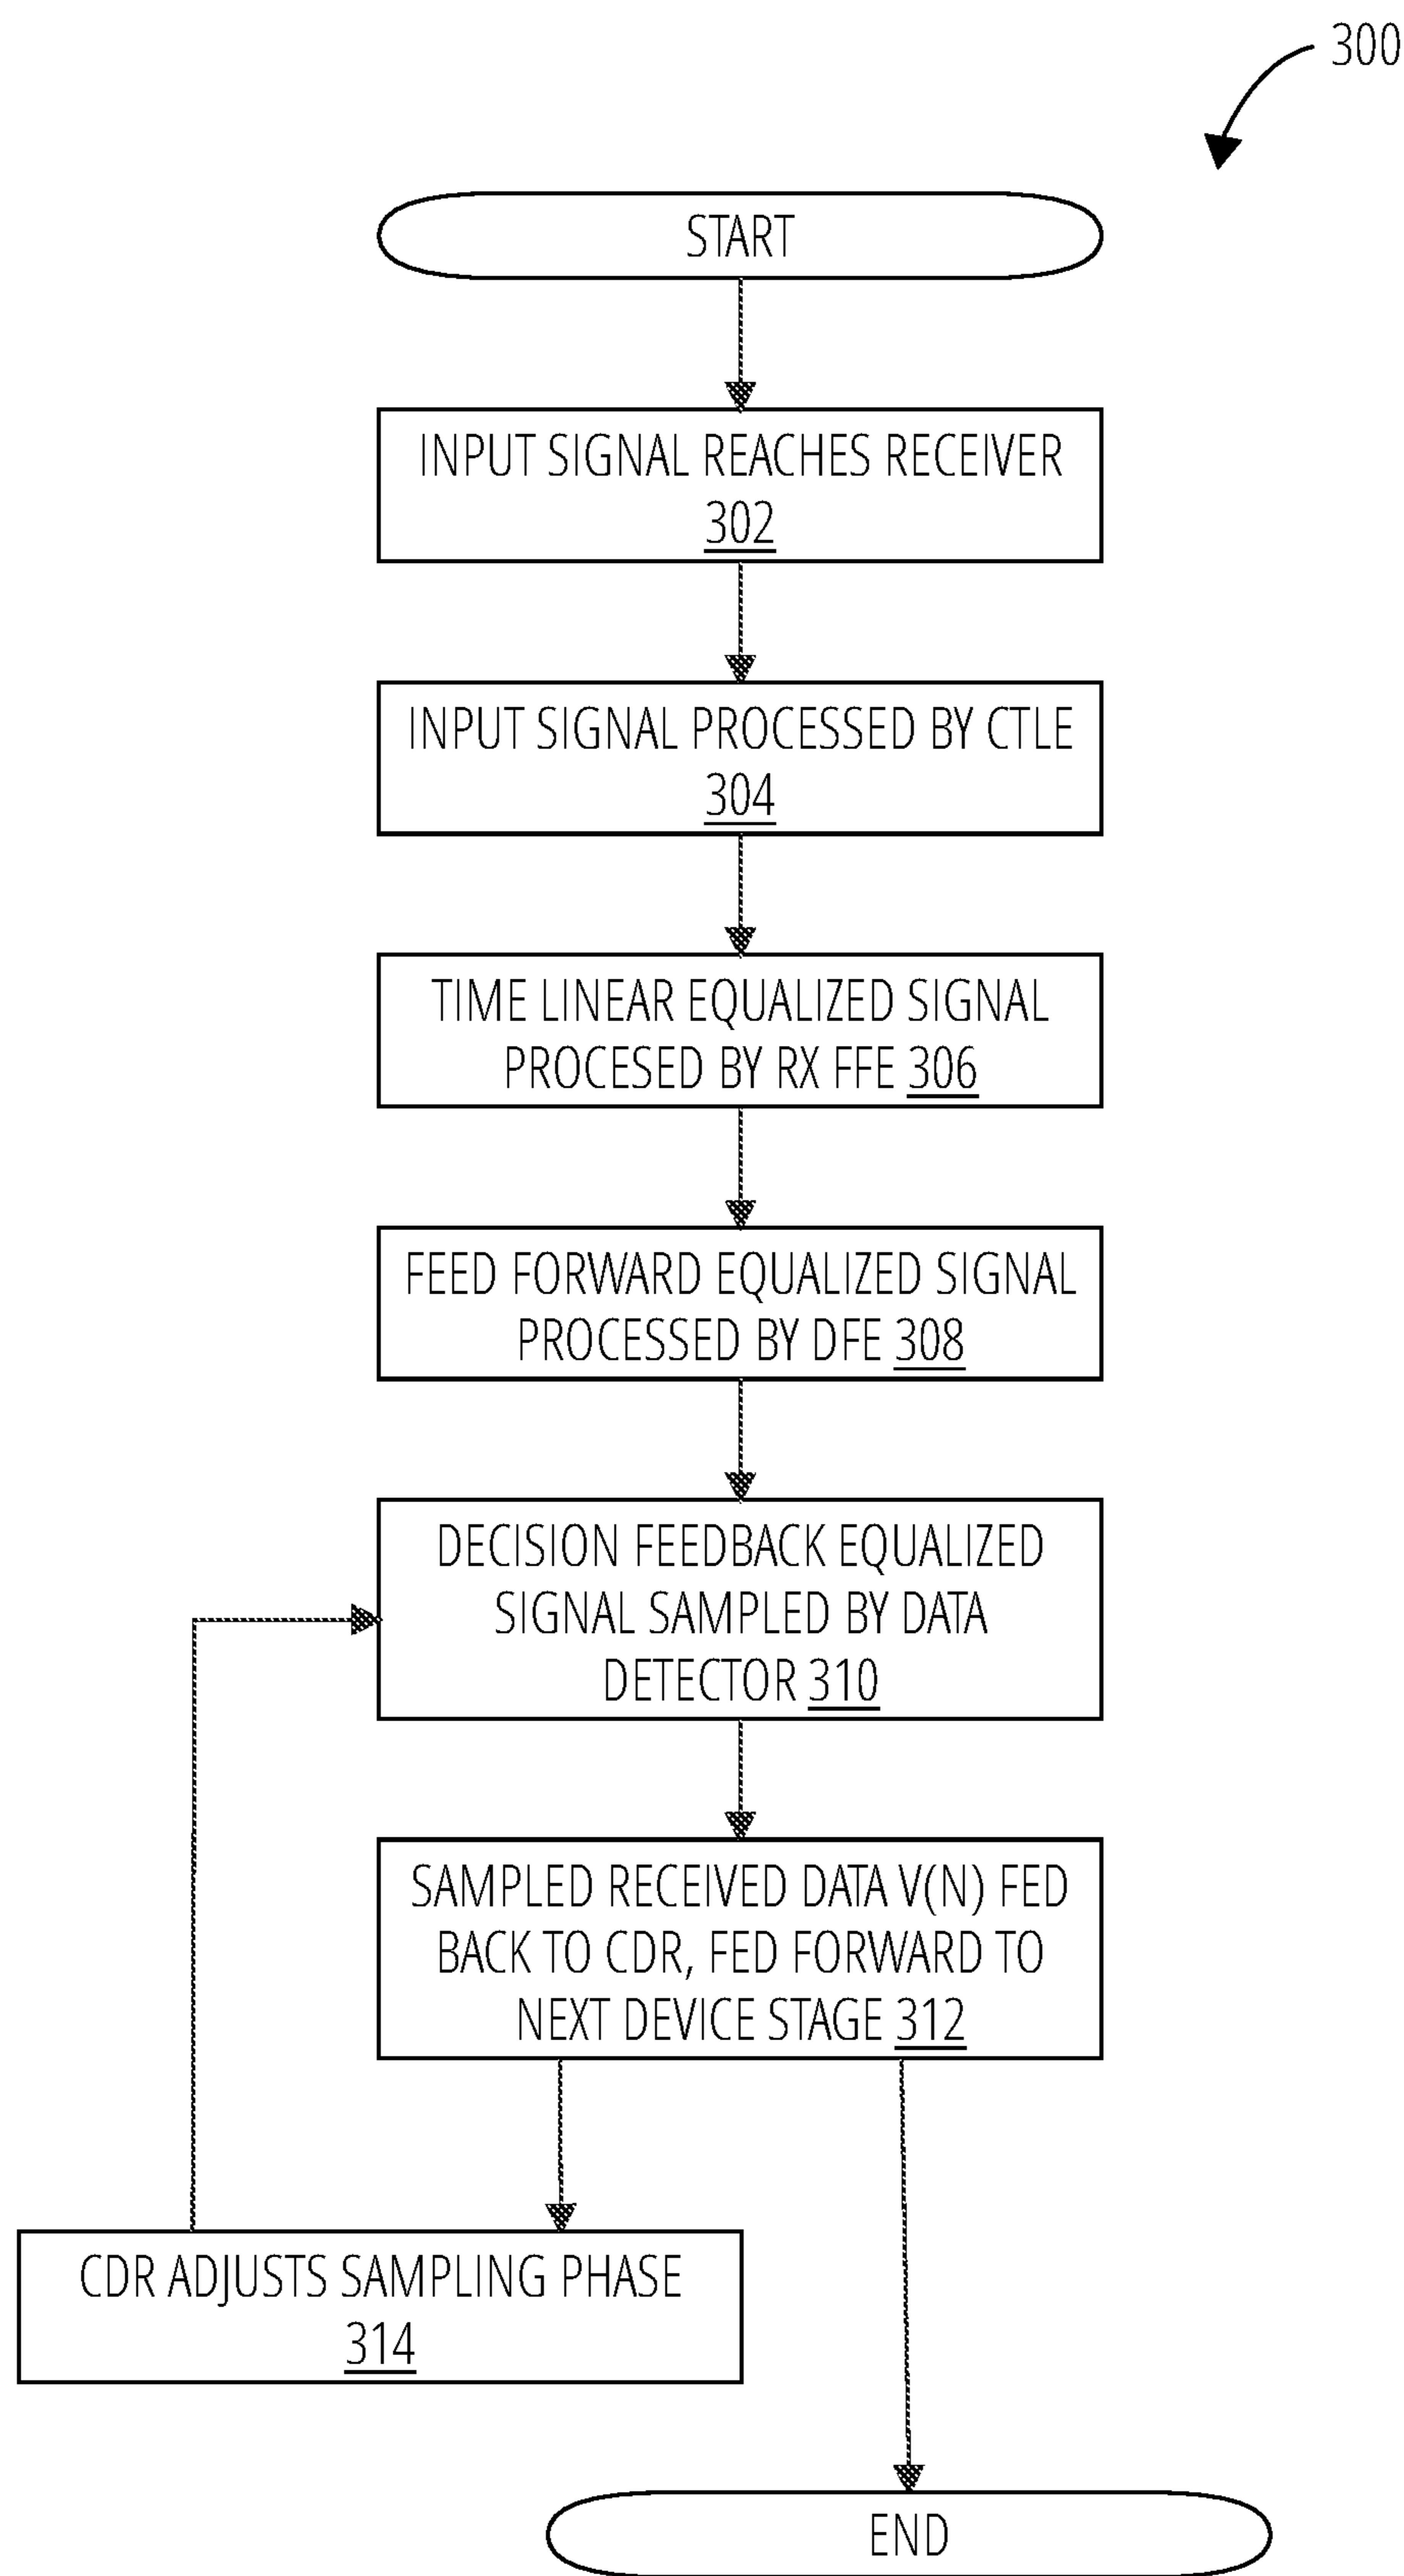 300
START
INPUT SIGNAL REACHES RECEIVER
302
INPUT SIGNAL PROCESSED BY CTLE
304
TIME LINEAR EQUALIZED SIGNAL
PROCESED BY RX FFE 306
FEED FORWARD EQUALIZED SIGNAL
PROCESSED BY DFE 308
DECISION FEEDBACK EQUALIZED
SIGNAL SAMPLED BY DATA
DETECTOR 310
SAMPLED RECEIVED DATA V(N) FED
BACK TO CDR, FED FORWARD TO
NEXT DEVICE STAGE 312
CDR ADJUSTS SAMPLING PHASE
314
END